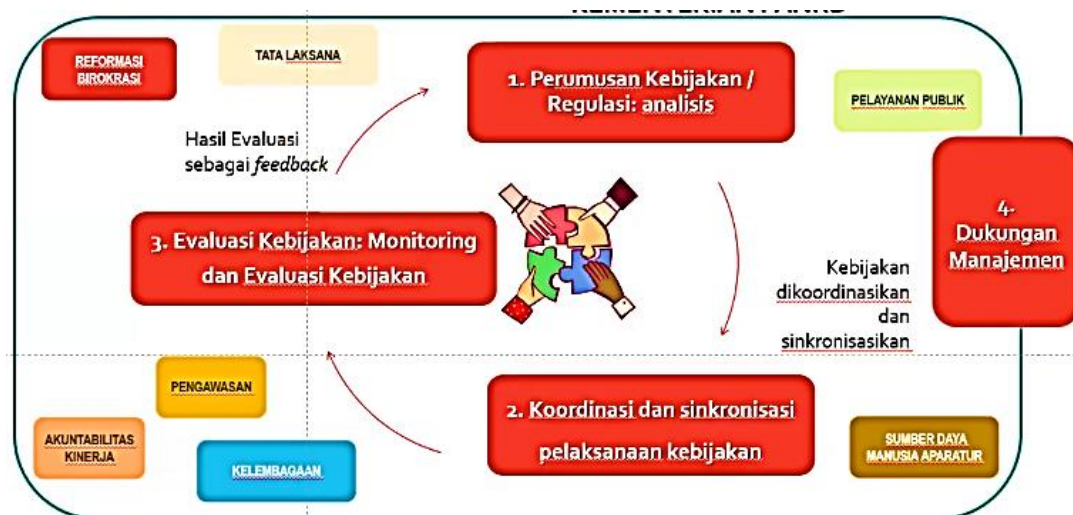 REFORMASI
BIROKRASI
TATA LAKSANA
1. Perumusan Kebijakan /
Regulasi: analisis
PELAYANAN PUBLIK
Hasil Evaluasi
sebagai feedback
4.
Dukungan
Manajemen
3. Evaluasi Kebijakan: Monitoring
dan Evaluasi Kebijakan
Kebijakan
dikoordinasikan
dan
sinkronisasikan
PENGAWASAN
AKUNTABILITAS
KINERJA
KELEMBAGAAN
2. Koordinasi dan sinkronisasi
pelaksanaan kebijakan
SUMBER DAYA
MANUSIA APARATUR